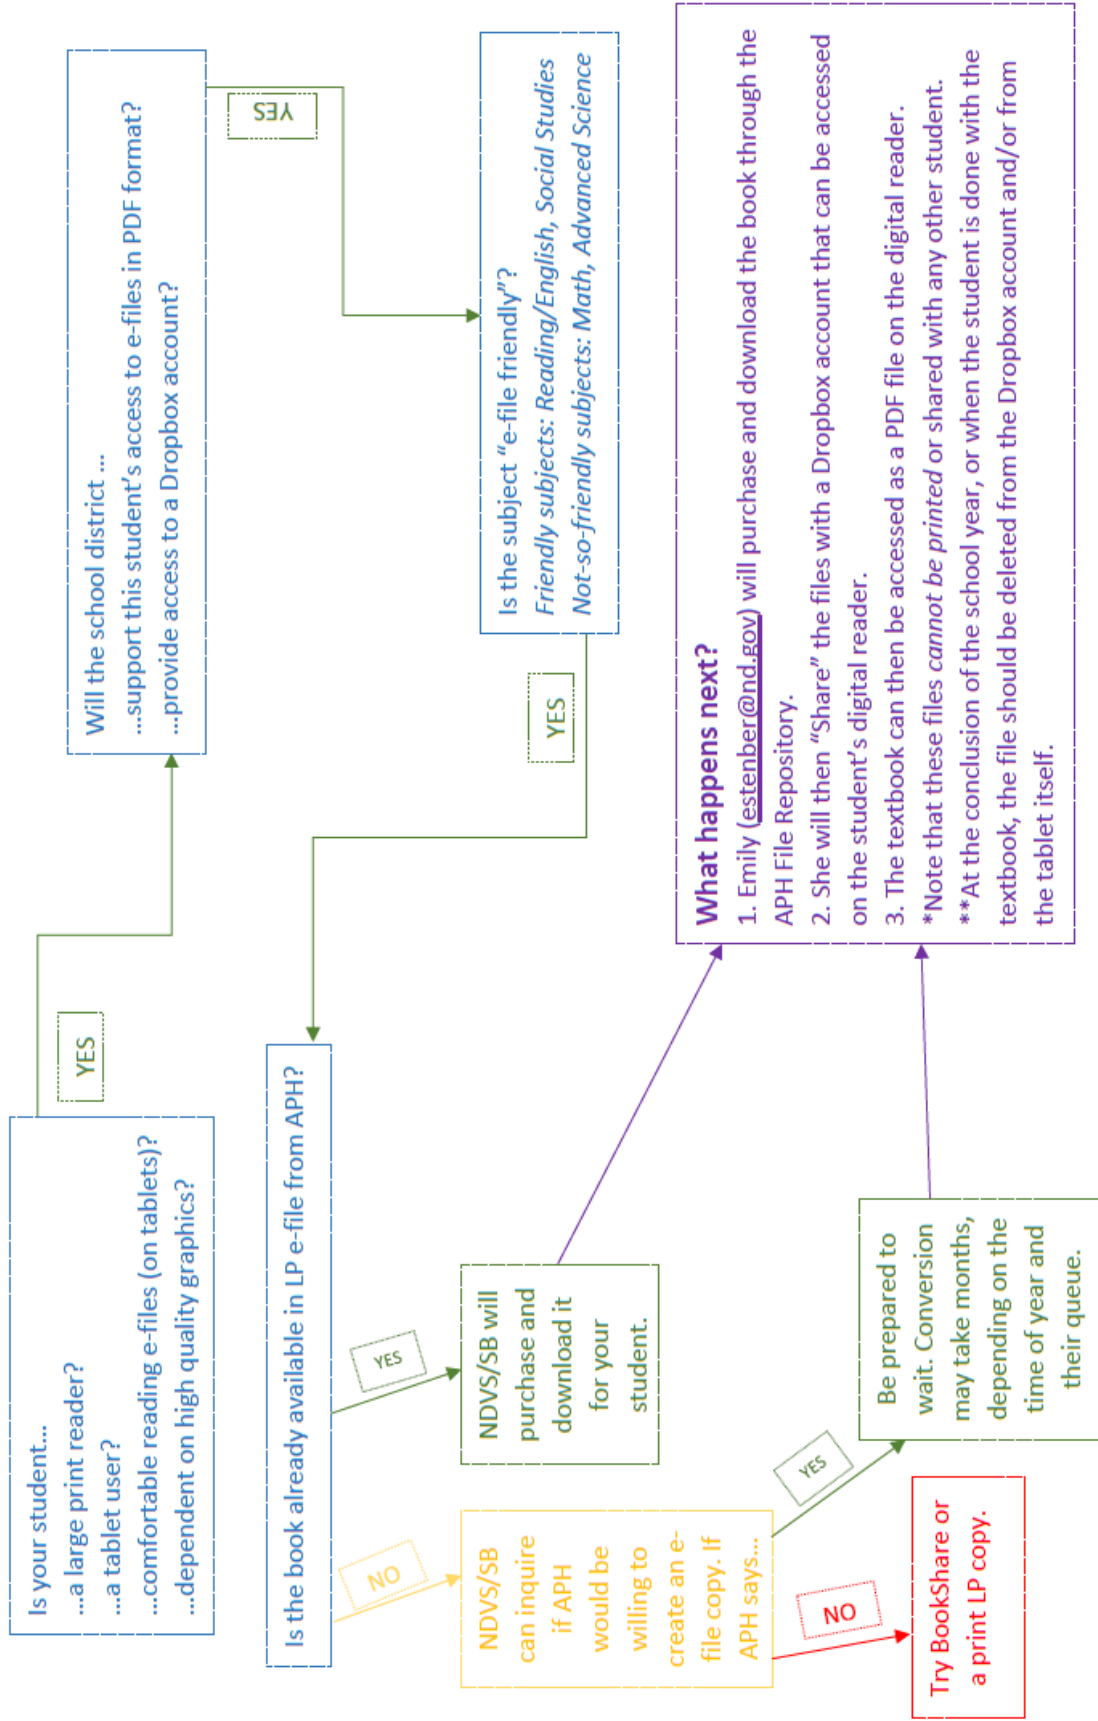 Is your student...
...a large print reader?
...a tablet user?
...comfortable reading e-files (on tablets)?
...dependent on high quality graphics?
YES
Will the school district ...
...support this student's access to e-files in PDF format?
...provide access to a Dropbox account?
YES
Is the subject "e-file friendly"?
Friendly subjects: Reading/English, Social Studies
Not-so-friendly subjects: Math, Advanced Science
YES
Is the book already available in LP e-file from APH?
NO
YES
NDVS/SB
can inquire
if APH
would be
willing to
create an e-
file copy. If
APH says...
NDVS/SB will
purchase and
download it
for your
student.
NO
YES
Try BookShare or
a print LP copy.
Be prepared to
wait. Conversion
may take months,
depending on the
time of year and
their queue.
What happens next?
1. Emily (estenber@nd.gov) will purchase and download the book through the
APH File Repository.
2. She will then "Share" the files with a Dropbox account that can be accessed
on the student's digital reader.
3. The textbook can then be accessed as a PDF file on the digital reader.
*Note that these files cannot be printed or shared with any other student.
**At the conclusion of the school year, or when the student is done with the
textbook, the file should be deleted from the Dropbox account and/or from
the tablet itself.